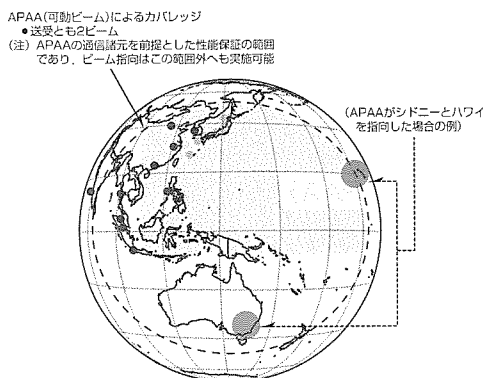 APAA(可動ビーム)によるカバレッジ
●送受とも2ビーム
(注) APAAの通信諸元を前提とした性能保証の範囲
であり，ビーム指向はこの範囲外へも実施可能
(APAAがシドニーとハワイ
を指向した場合の例)